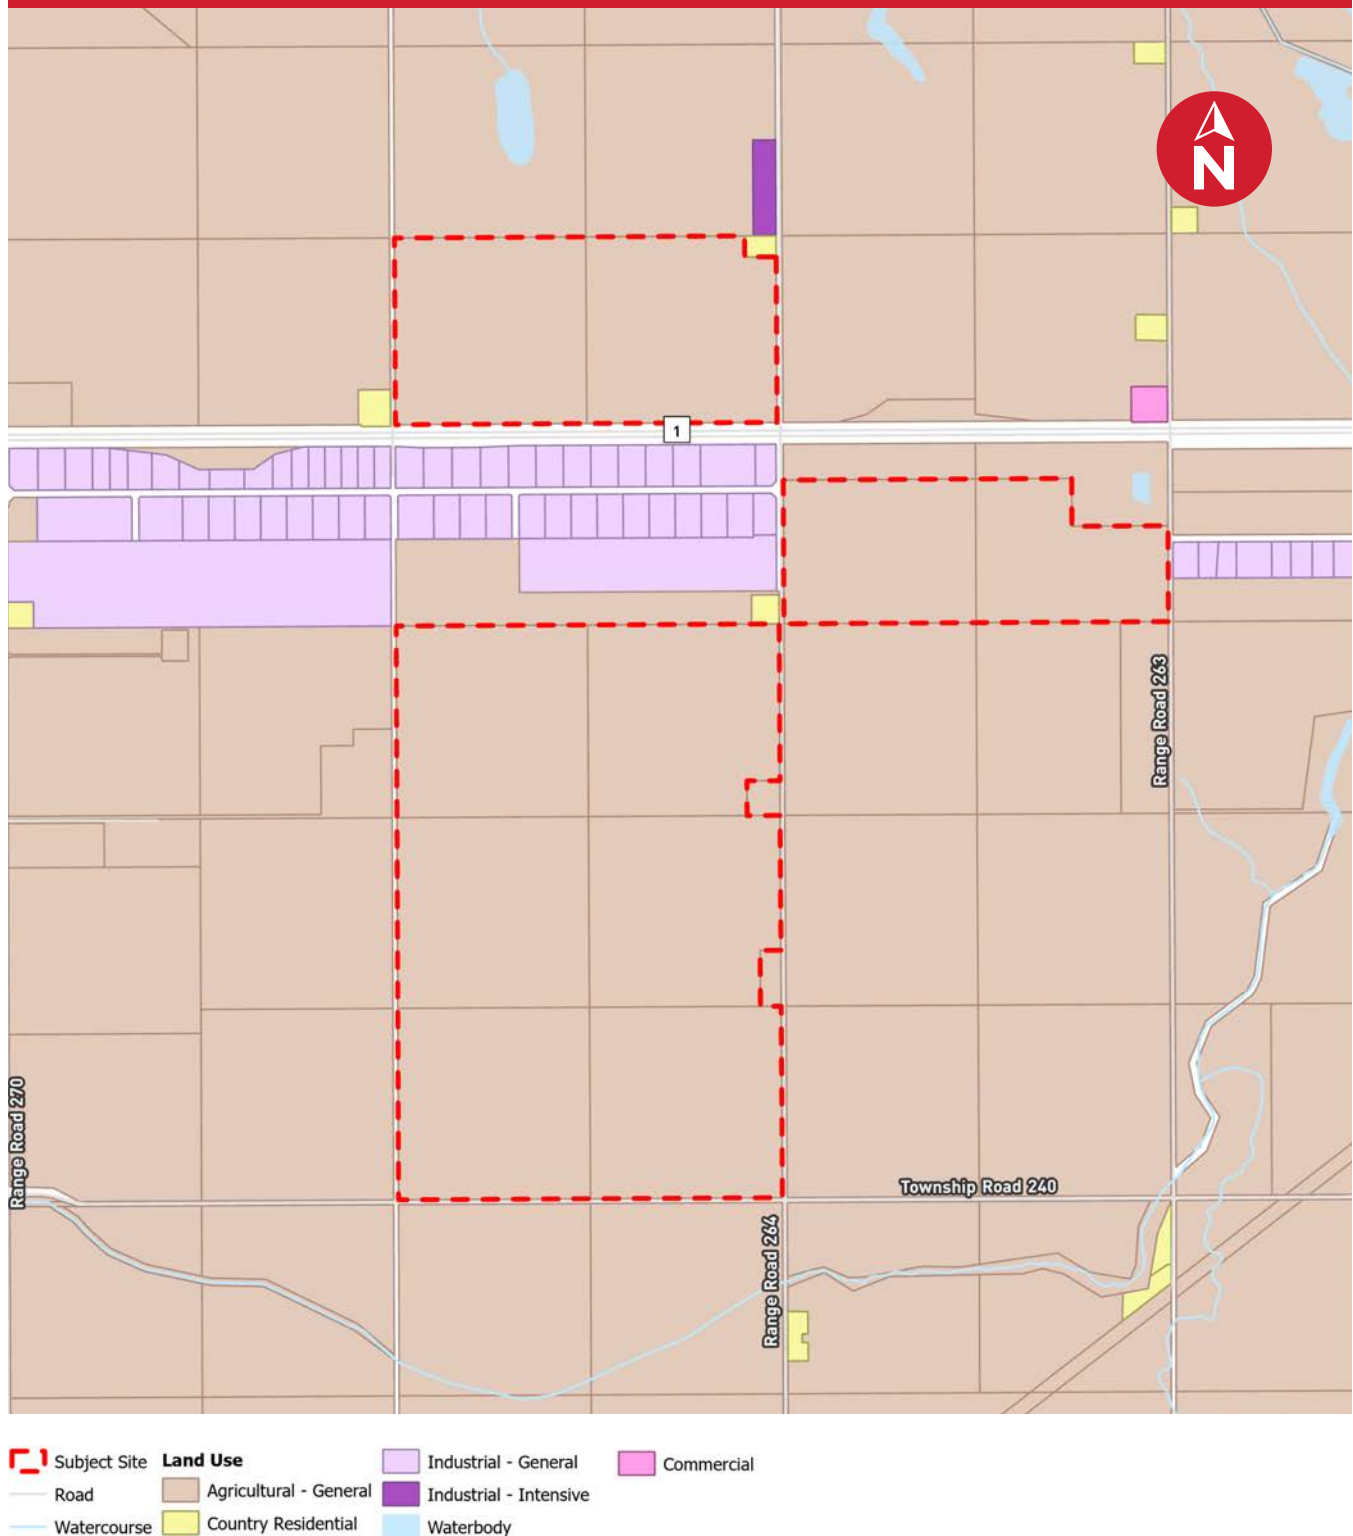 N
1
Range Road 263
Range Road 270
Township Road 240
Range Road 264
Subject Site
Road
Watercourse
Land Use
Agricultural - General
Country Residential
Industrial - General
Industrial - Intensive
Waterbody
Commercial